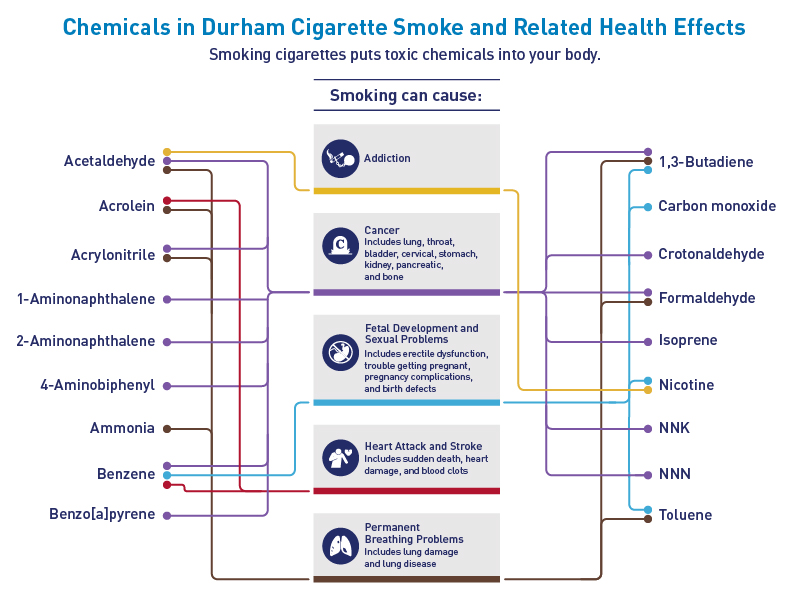 Chemicals in Durham Cigarette Smoke and Related Health Effects
Smoking cigarettes puts toxic chemicals into your body.
Smoking can cause:
Acetaldehyde
Acrolein
Acrylonitrile
1-Aminonaphthalene
2-Aminonaphthalene
4-Aminobiphenyl
Ammonia
Benzene
Benzo[a]pyrene
Addiction
C
Cancer
Includes lung, throat,
bladder, cervical, stomach,
kidney, pancreatic,
and bone
Fetal Development and
Sexual Problems
Includes erectile dysfunction,
trouble getting pregnant,
pregnancy complications,
and birth defects
Heart Attack and Stroke
Includes sudden death, heart
damage, and blood clots
Permanent
Breathing Problems
Includes lung damage
and lung disease
1,3-Butadiene
Carbon monoxide
Crotonaldehyde
Formaldehyde
Isoprene
Nicotine
NNK
NNN
Toluene